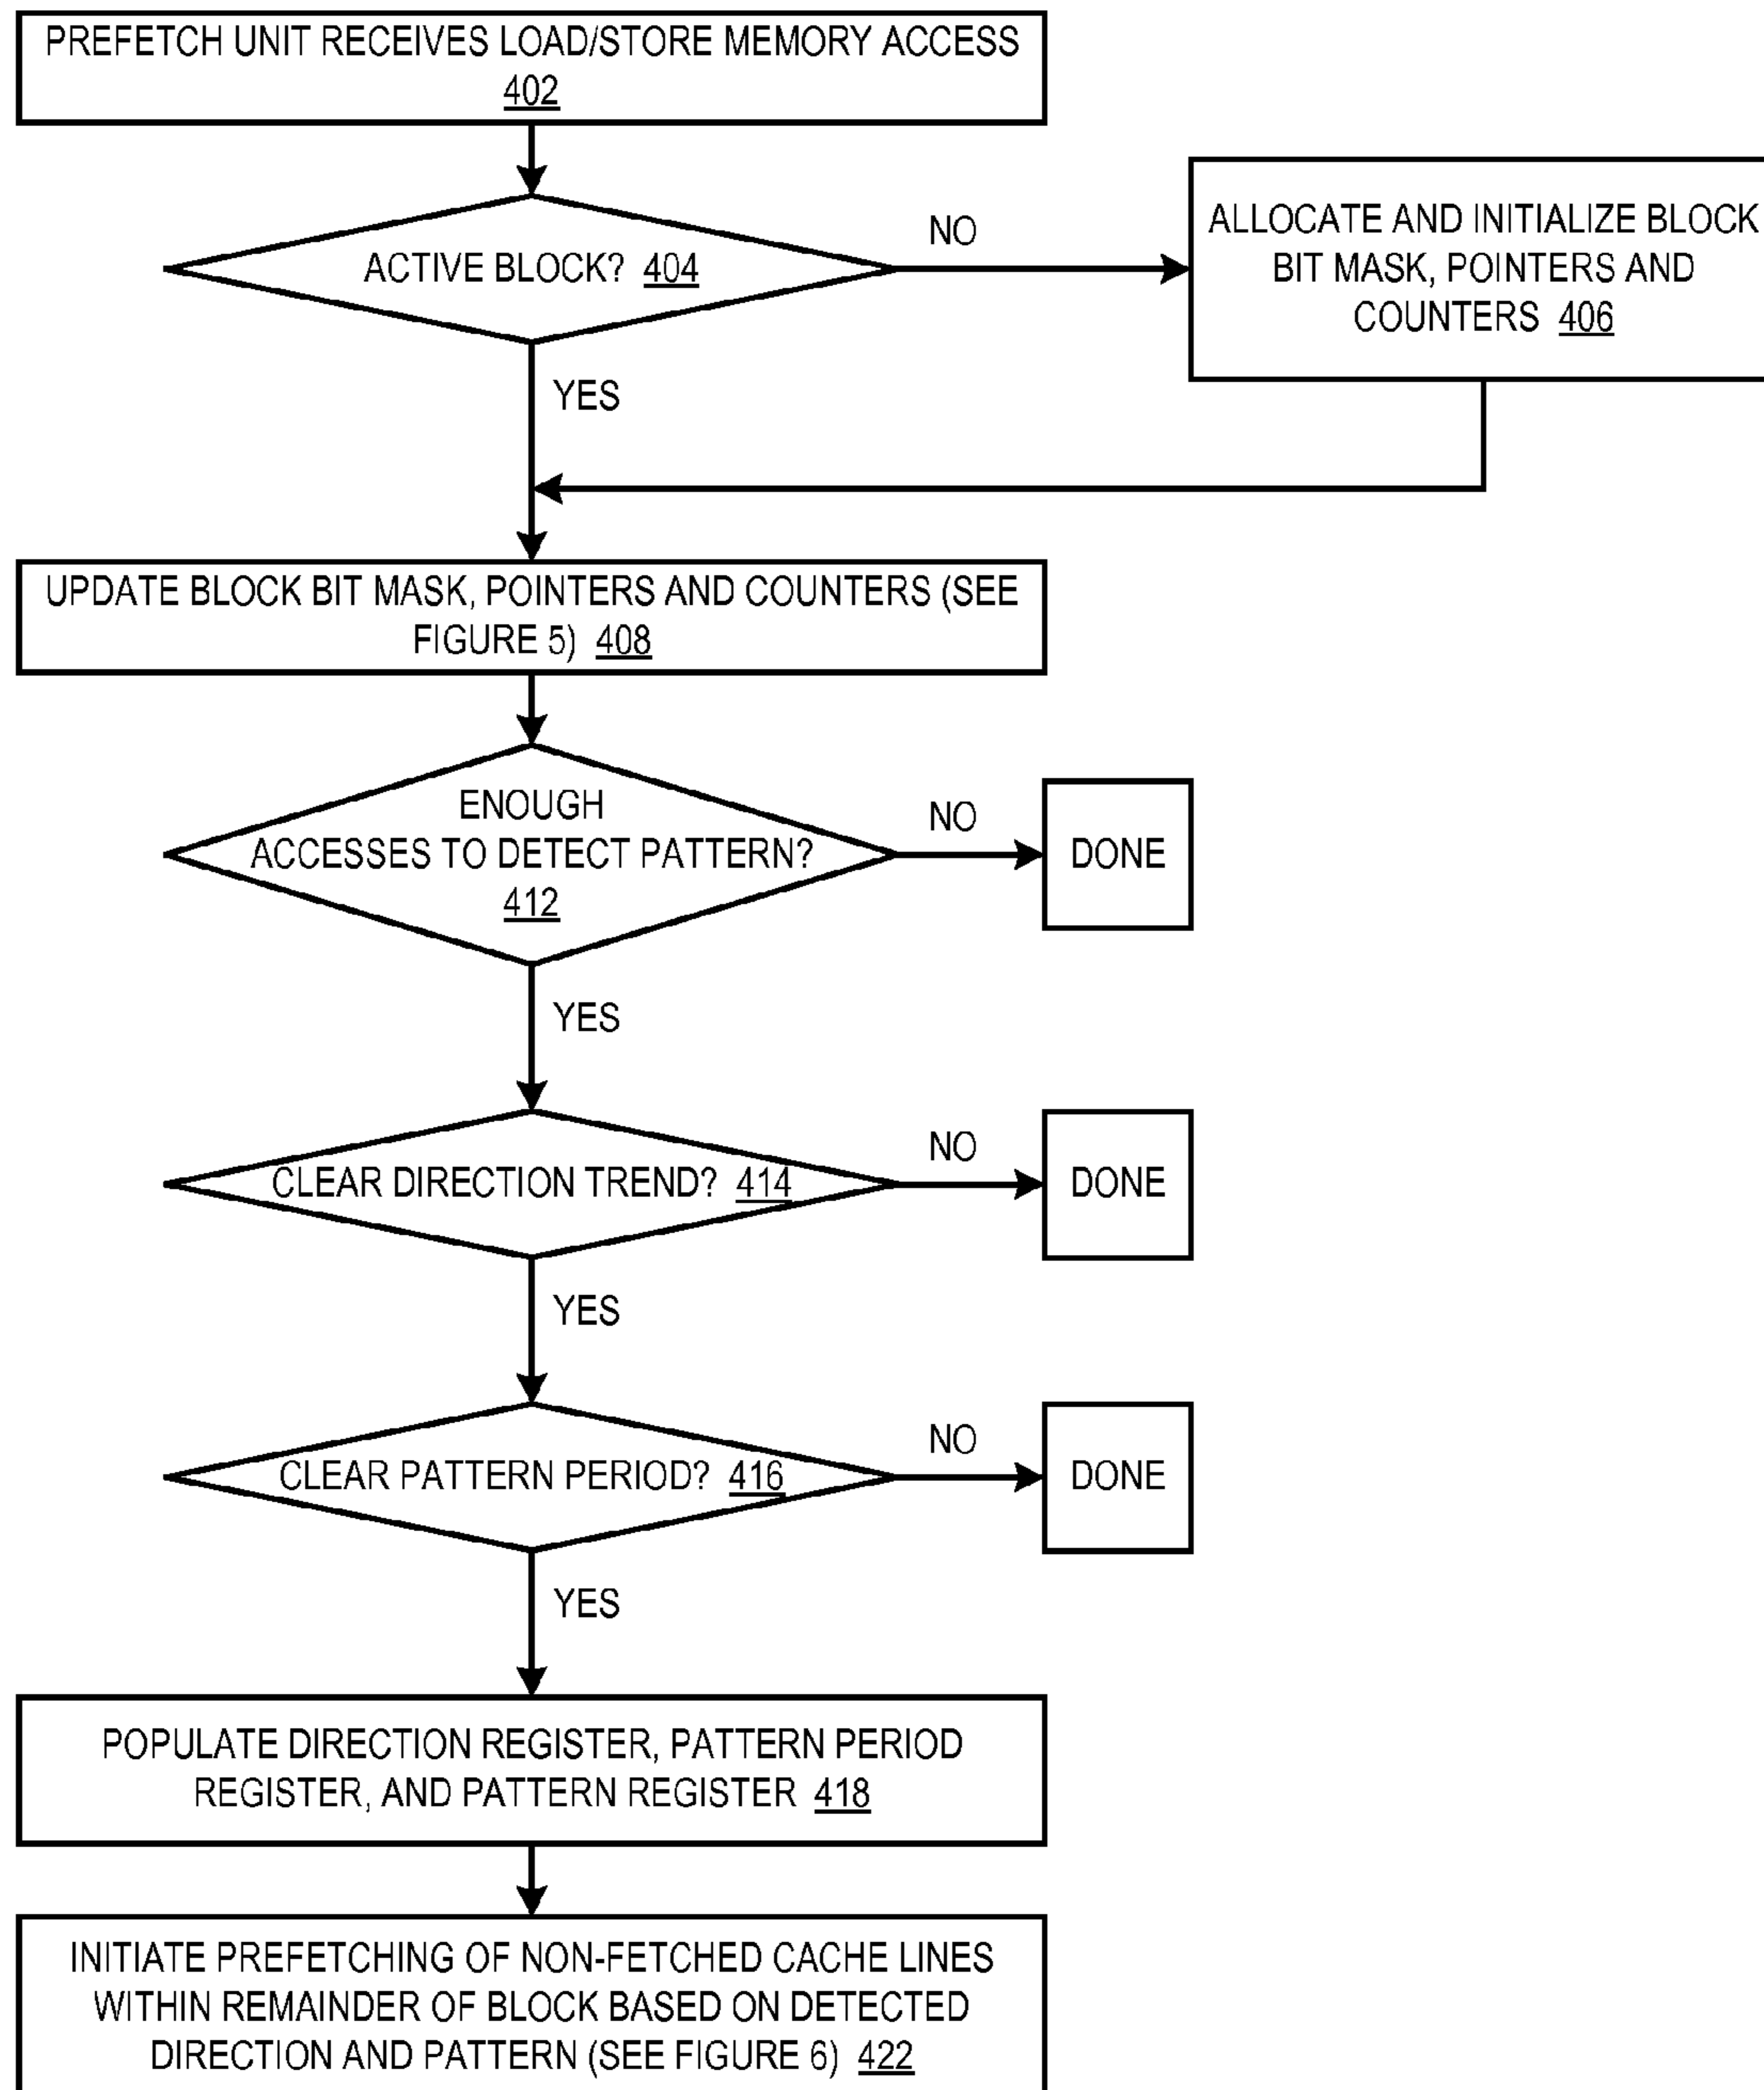 PREFETCH UNIT RECEIVES LOAD/STORE MEMORY ACCESS
402
ACTIVE BLOCK? 404
NO
ALLOCATE AND INITIALIZE BLOCK
BIT MASK, POINTERS AND
COUNTERS 406
YES
UPDATE BLOCK BIT MASK, POINTERS AND COUNTERS (SEE
FIGURE 5) 408
ENOUGH
ACCESSES TO DETECT PATTERN?
412
NO
DONE
YES
CLEAR DIRECTION TREND? 414
NO
DONE
YES
CLEAR PATTERN PERIOD? 416
NO
DONE
YES
POPULATE DIRECTION REGISTER, PATTERN PERIOD
REGISTER, AND PATTERN REGISTER 418
INITIATE PREFETCHING OF NON-FETCHED CACHE LINES
WITHIN REMAINDER OF BLOCK BASED ON DETECTED
DIRECTION AND PATTERN (SEE FIGURE 6) 422